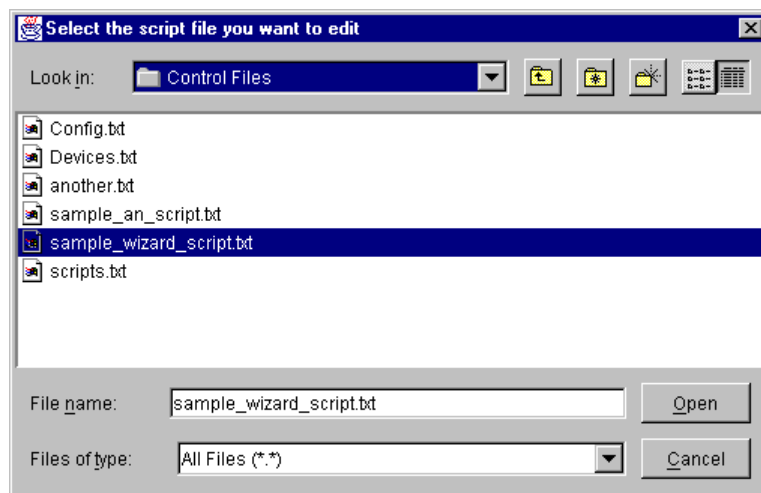 Select the script file you want to edit
Look in: Control Files
Config.txt
Devices.txt
another.txt
sample_an_script.txt
sample_wizard_script.txt
scripts.txt
File name: sample_wizard_script.txt Open
Files of type: All Files (*.*) Cancel